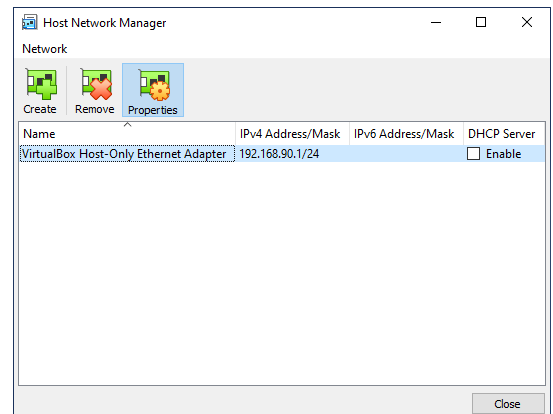 Host Network Manager
Network
Create Remove Properties
Name IPv4 Address/Mask IPv6 Address/Mask DHCP Server
VirtualBox Host-Only Ethernet Adapter 192.168.90.1/24 Enable
Close